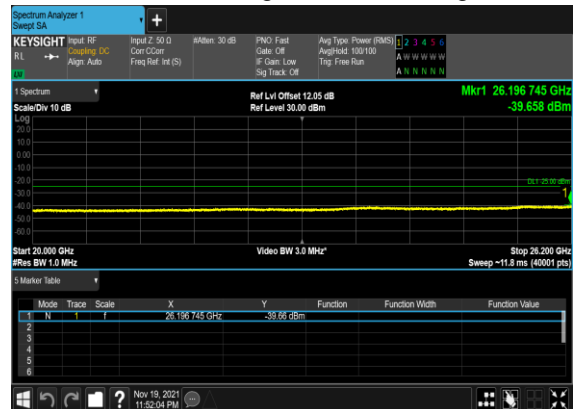 Spectrum Analyzer 1
Swept SA
+
KEYSIGHT Input: RF Input Z: 50 Ω #Atten: 30 dB PNO: Fast Avg Type: Power (RMS) 1 2 3 4 5 6
RL Coupling: DC Corr CCorr Gate: Off Avg|Hold: 100/100 A W W W W W
Align: Auto Freq Ref: Int (S) IF Gain: Low Trig: Free Run
LXI Sig Track: Off A N N N N N
1 Spectrum Ref Lvl Offset 12.05 dB Mkr1 26.196 745 GHz
Scale/Div 10 dB Ref Level 30.00 dBm -39.658 dBm
Log
20.0
10.0
0.00
-10.0
-20.0
DL1 -25.00 dBm
-30.0 1
-40.0
-50.0
-60.0
Start 20.000 GHz Video BW 3.0 MHz* Stop 26.200 GHz
#Res BW 1.0 MHz Sweep ~11.8 ms (40001 pts)
5 Marker Table
Mode Trace Scale X Y Function Function Width Function Value
1 N 1 f 26.196 745 GHz -39.66 dBm
2
3
4
5
6
? Nov 19, 2021
11:52:04 PM